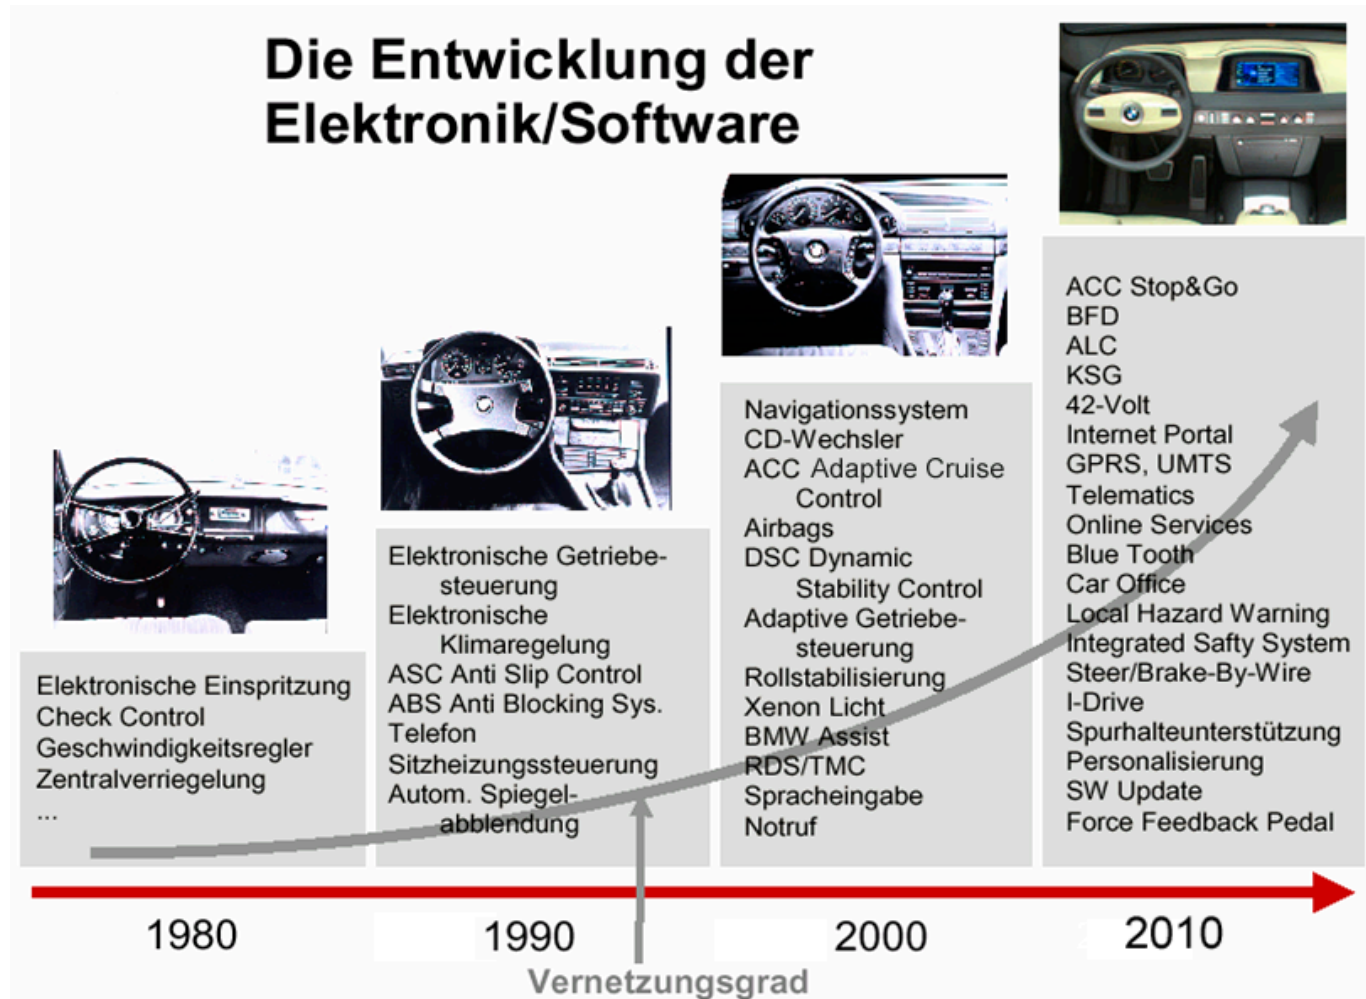 Die Entwicklung der
Elektronik/Software
Elektronische Einspritzung
Check Control
Geschwindigkeitsregler
Zentralverriegelung
...
Elektronische Getriebe-
steuerung
Elektronische
Klimaregelung
ASC Anti Slip Control
ABS Anti Blocking Sys.
Telefon
Sitzheizungssteuerung
Autom. Spiegel-
abblendung
Navigationssystem
CD-Wechsler
ACC Adaptive Cruise
Control
Airbags
DSC Dynamic
Stability Control
Adaptive Getriebe-
steuerung
Rollstabilisierung
Xenon Licht
BMW Assist
RDS/TMC
Spracheingabe
Notruf
ACC Stop&Go
BFD
ALC
KSG
42-Volt
Internet Portal
GPRS, UMTS
Telematics
Online Services
Blue Tooth
Car Office
Local Hazard Warning
Integrated Safty System
Steer/Brake-By-Wire
I-Drive
Spurhalteunterstützung
Personalisierung
SW Update
Force Feedback Pedal
1980
1990
2000
2010
Vernetzungsgrad